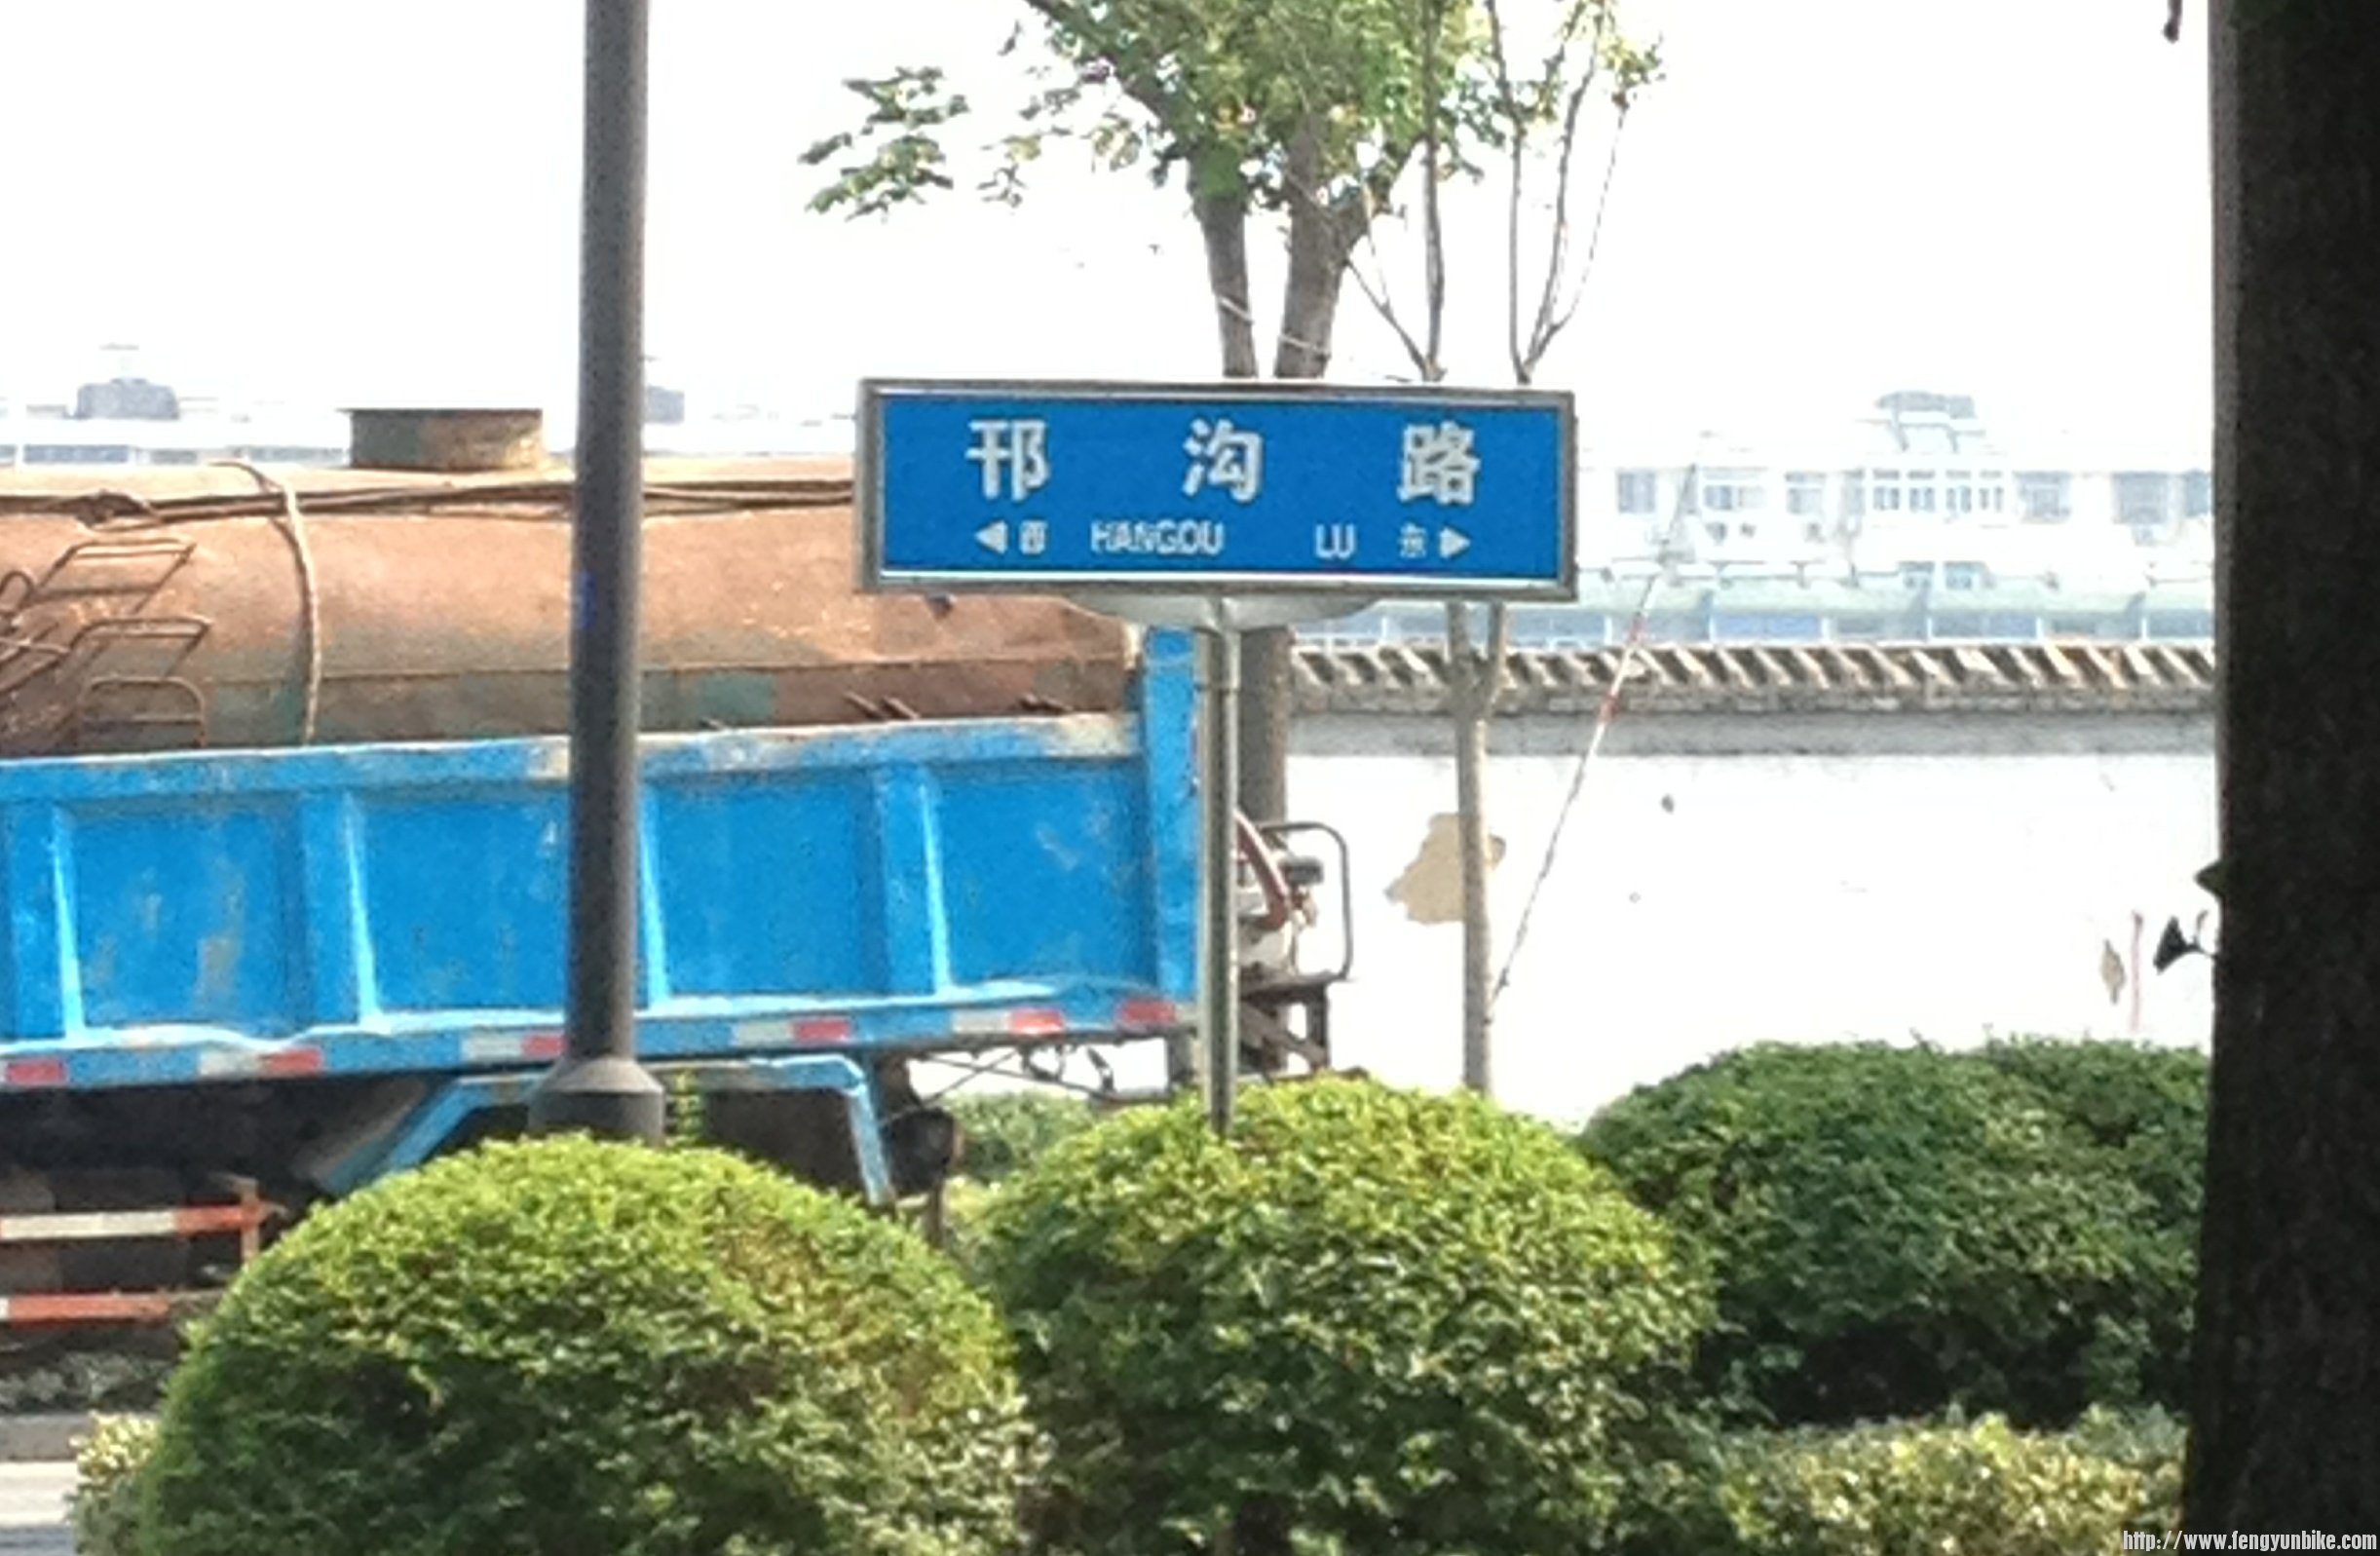 邗 沟 路
◀ 西 HANGOU LU 东 ▶
http://www.fengyunbike.com